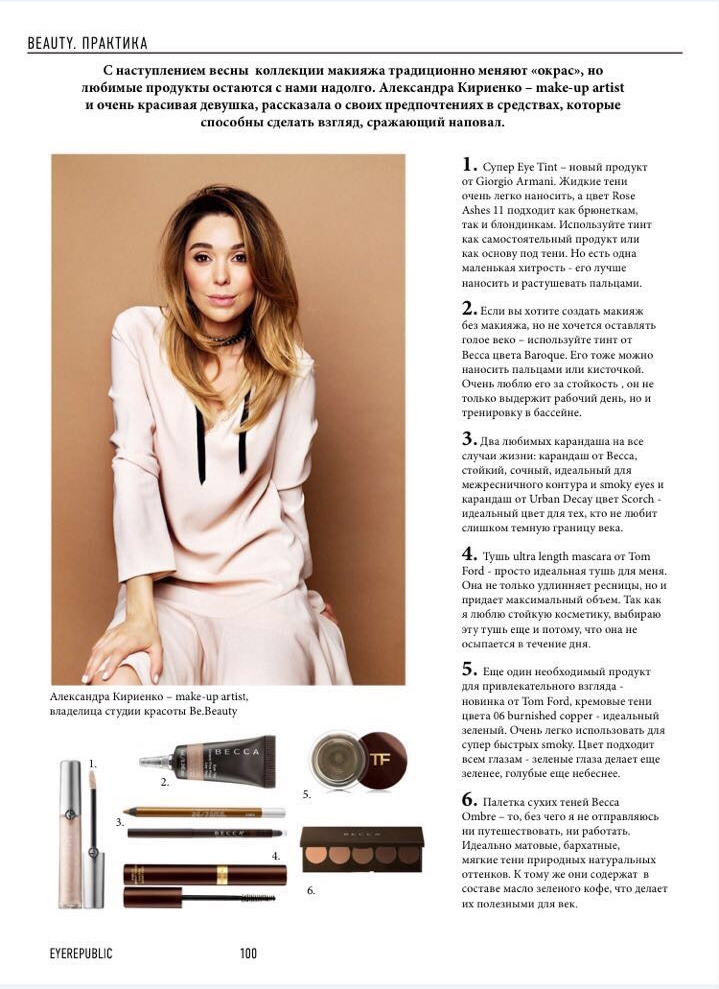 BEAUTY. ПРАКТИКА
С наступлением весны коллекции макияжа традиционно меняют «окрас», но
любимые продукты остаются с нами надолго. Александра Кириенко – make-up artist
и очень красивая девушка, рассказала о своих предпочтениях в средствах, которые
способны сделать взгляд, сражающий наповал.
1. Супер Eye Tint – новый продукт
от Giorgio Armani. Жидкие тени
очень легко наносить, а цвет Rose
Ashes 11 подходит как брюнеткам,
так и блондинкам. Используйте тинт
как самостоятельный продукт или
как основу под тени. Но есть одна
маленькая хитрость - его лучше
наносить и растушевать пальцами.
2. Если вы хотите создать макияж
без макияжа, но не хочется оставлять
голое веко – используйте тинт от
Becca цвета Baroque. Его тоже можно
наносить пальцами или кисточкой.
Очень люблю его за стойкость , он не
только выдержит рабочий день, но и
тренировку в бассейне.
3. Два любимых карандаша на все
случаи жизни: карандаш от Becca,
стойкий, сочный, идеальный для
межресничного контура и smoky eyes и
карандаш от Urban Decay цвет Scorch -
идеальный цвет для тех, кто не любит
слишком темную границу века.
4. Тушь ultra length mascara от Tom
Ford - просто идеальная тушь для меня.
Она не только удлинняет ресницы, но и
придает максимальный объем. Так как
я люблю стойкую косметику, выбираю
эту тушь еще и потому, что она не
осыпается в течение дня.
5. Еще один необходимый продукт
для привлекательного взгляда -
новинка от Tom Ford, кремовые тени
цвета 06 burnished copper - идеальный
зеленый. Очень легко использовать для
супер быстрых smoky. Цвет подходит
всем глазам - зеленые глаза делает еще
зеленее, голубые еще небеснее.
6. Палетка сухих теней Becca
Ombre – то, без чего я не отправляюсь
ни путешествовать, ни работать.
Идеально матовые, бархатные,
мягкие тени природных натуральных
оттенков. К тому же они содержат в
составе масло зеленого кофе, что делает
их полезными для век.
Александра Кириенко – make-up artist,
владелица студии красоты Be.Beauty
1.
2.
BECCA
3.
BECCA
4.
5.
TF
BECCA
6.
EYEREPUBLIC
100